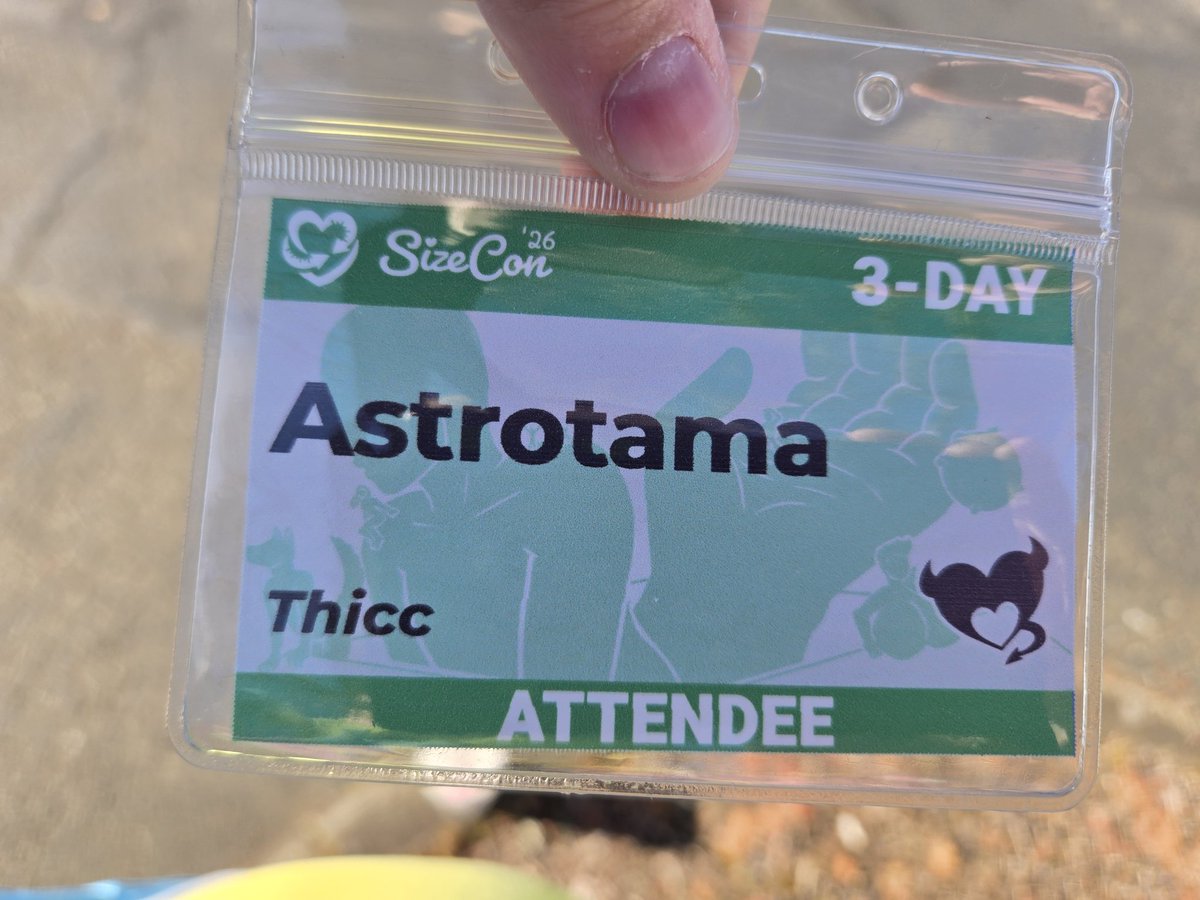 SizeCon '26
3-DAY
Astrotama
Thicc
ATTENDEE